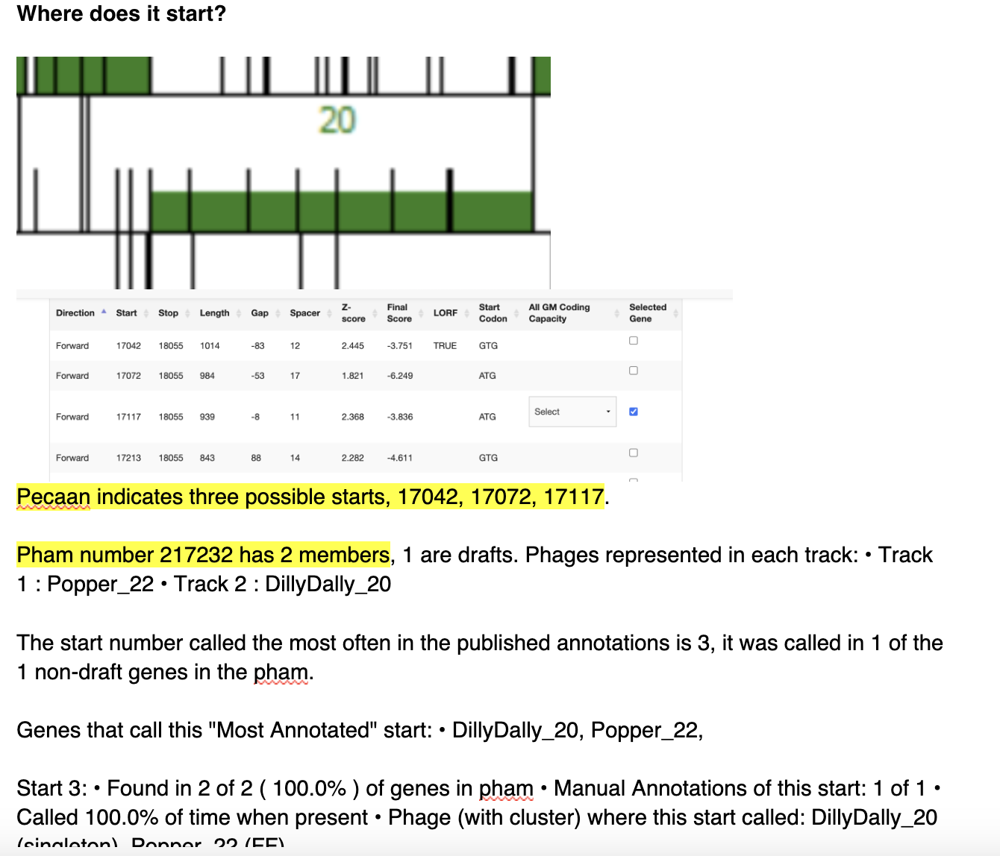 Where does it start?
20
Direction Start Stop Length Gap Spacer Z-score Final Score LORF Start Codon All GM Coding Capacity Selected Gene
Forward 17042 18055 1014 -83 12 2.445 -3.751 TRUE GTG
Forward 17072 18055 984 -53 17 1.821 -6.249 ATG
Forward 17117 18055 939 -8 11 2.368 -3.836 ATG Select
Forward 17213 18055 843 88 14 2.282 -4.611 GTG
Pecaan indicates three possible starts, 17042, 17072, 17117.
Pham number 217232 has 2 members, 1 are drafts. Phages represented in each track: • Track
1 : Popper_22 • Track 2 : DillyDally_20
The start number called the most often in the published annotations is 3, it was called in 1 of the
1 non-draft genes in the pham.
Genes that call this "Most Annotated" start: • DillyDally_20, Popper_22,
Start 3: • Found in 2 of 2 ( 100.0% ) of genes in pham • Manual Annotations of this start: 1 of 1 •
Called 100.0% of time when present • Phage (with cluster) where this start called: DillyDally_20
(singleton), Popper_22